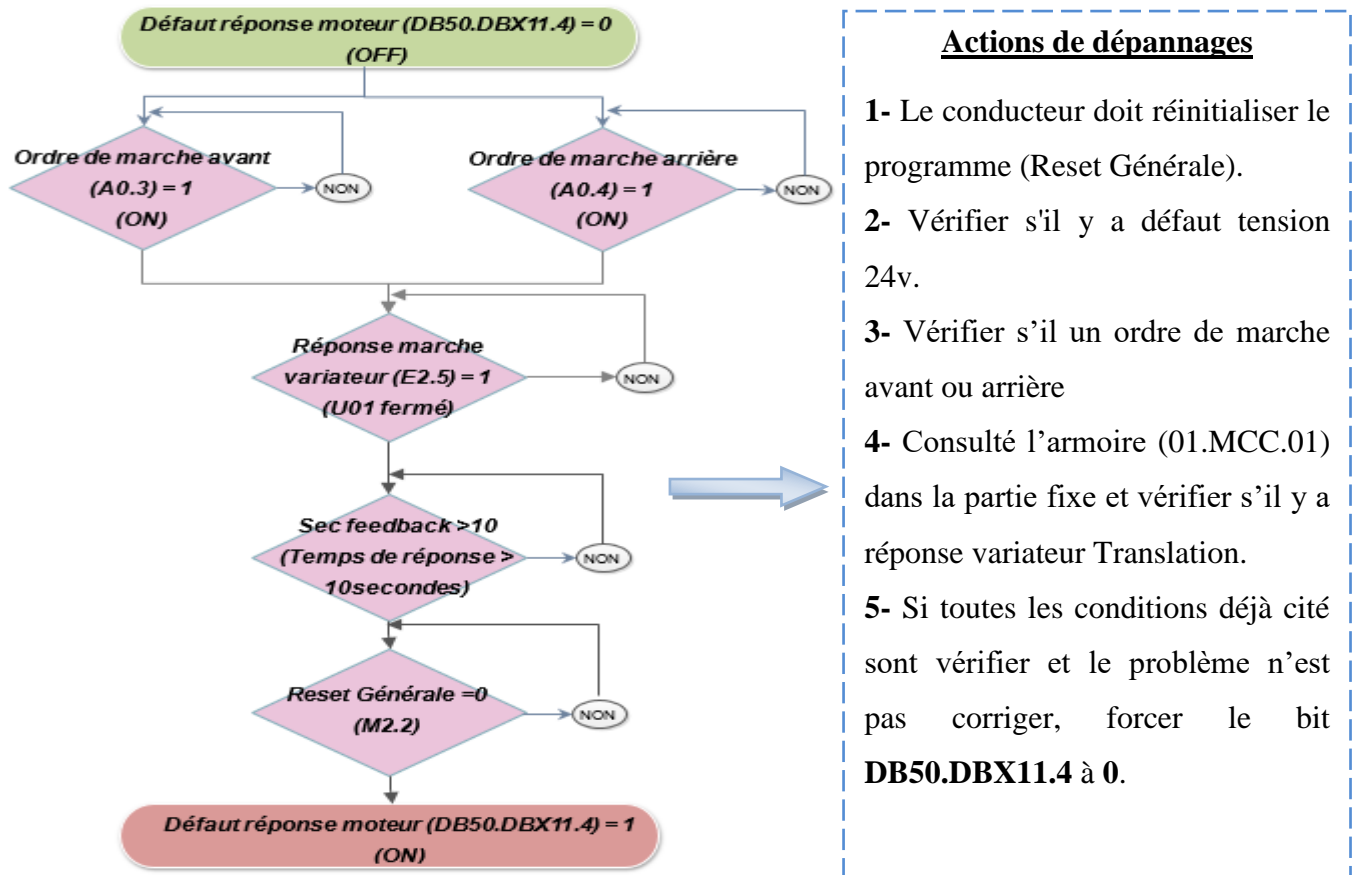 Défaut réponse moteur (DB50.DBX11.4) = 0
(OFF)
Ordre de marche avant
(A0.3) = 1
(ON)
NON
Ordre de marche arrière
(A0.4) = 1
(ON)
NON
Réponse marche
variateur (E2.5) = 1
(U01 fermé)
NON
Sec feedback >10
(Temps de réponse >
10secondes)
NON
Reset Générale =0
(M2.2)
NON
Défaut réponse moteur (DB50.DBX11.4) = 1
(ON)
Actions de dépannages
1- Le conducteur doit réinitialiser le
programme (Reset Générale).
2- Vérifier s'il y a défaut tension
24v.
3- Vérifier s’il un ordre de marche
avant ou arrière
4- Consulté l’armoire (01.MCC.01)
dans la partie fixe et vérifier s’il y a
réponse variateur Translation.
5- Si toutes les conditions déjà cité
sont vérifier et le problème n’est
pas corriger, forcer le bit
DB50.DBX11.4 à 0.